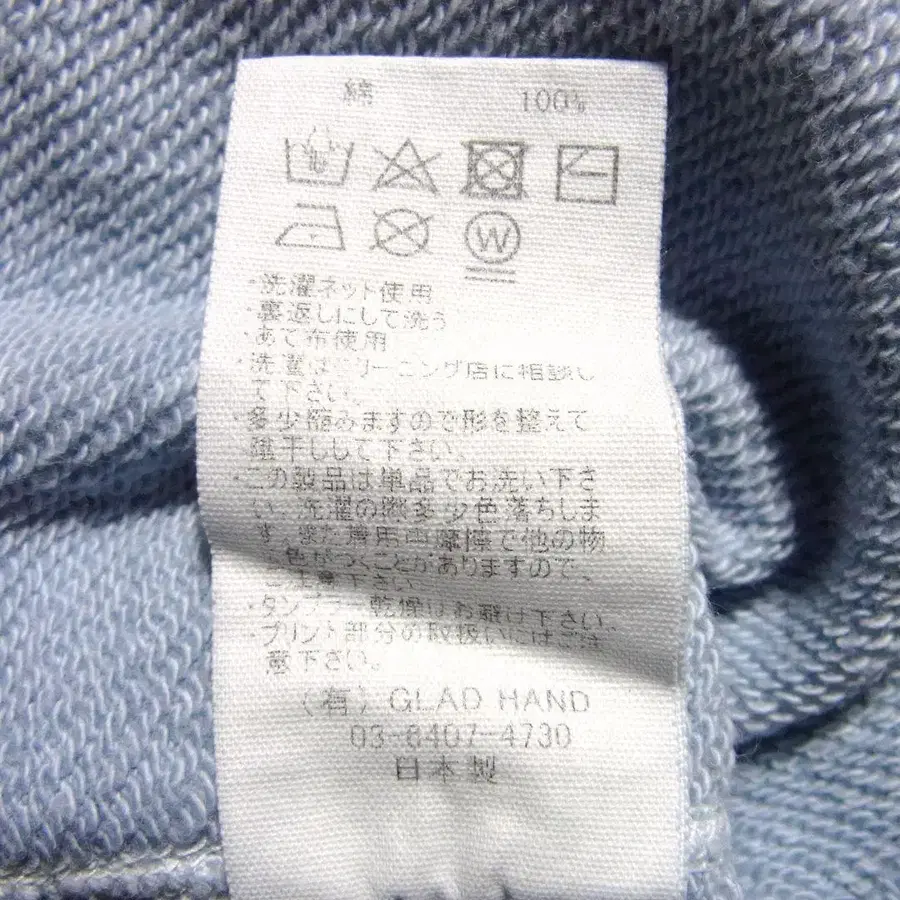 綿 100%
W
・洗濯ネット使用
・裏返しにして洗う
・あて布使用
・洗濯はクリーニング店に相談し
て下さい。
・多少縮みますので形を整えて
陰干しして下さい。
・この製品は単品でお洗い下さ
い。洗濯の際多少色落ちしま
す。また着用中摩擦で他の物
に色がつくことがありますので、
ご注意下さい。
・タンブラー乾燥はお避け下さい。
・プリント部分の取扱いにはご注
意下さい。
(有) GLAD HAND
03-6407-4730
日本製